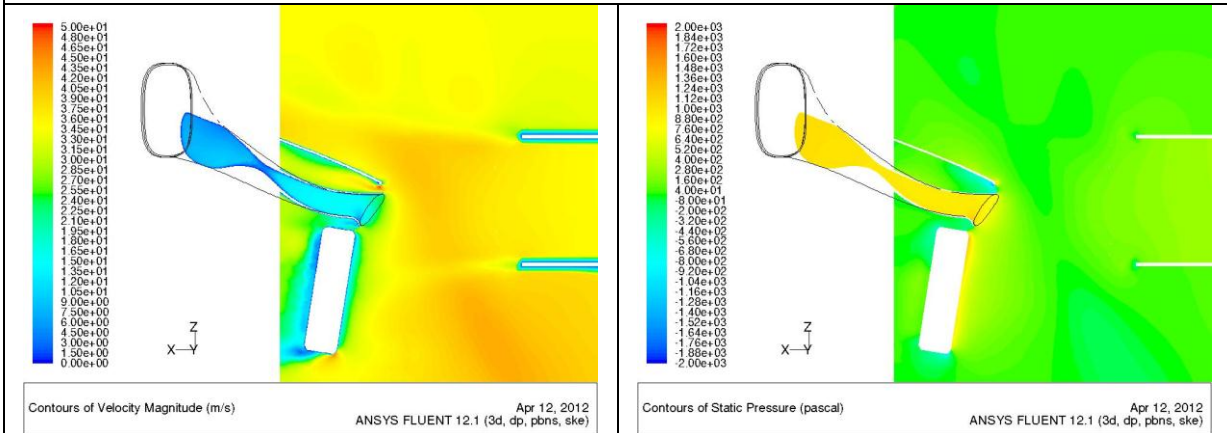 5.00e+01
4.80e+01
4.65e+01
4.50e+01
4.35e+01
4.20e+01
4.05e+01
3.90e+01
3.75e+01
3.60e+01
3.45e+01
3.30e+01
3.15e+01
3.00e+01
2.85e+01
2.70e+01
2.55e+01
2.40e+01
2.25e+01
2.10e+01
1.95e+01
1.80e+01
1.65e+01
1.50e+01
1.35e+01
1.20e+01
1.05e+01
9.00e+00
7.50e+00
6.00e+00
4.50e+00
3.00e+00
1.50e+00
0.00e+00
Z
X
Y
Contours of Velocity Magnitude (m/s)
Apr 12, 2012
ANSYS FLUENT 12.1 (3d, dp, pbns, ske)
2.00e+03
1.84e+03
1.72e+03
1.60e+03
1.48e+03
1.36e+03
1.24e+03
1.12e+03
1.00e+03
8.80e+02
7.60e+02
6.40e+02
5.20e+02
4.00e+02
2.80e+02
1.60e+02
4.00e+01
-8.00e+01
-2.00e+02
-3.20e+02
-4.40e+02
-5.60e+02
-6.80e+02
-8.00e+02
-9.20e+02
-1.04e+03
-1.16e+03
-1.28e+03
-1.40e+03
-1.52e+03
-1.64e+03
-1.76e+03
-1.88e+03
-2.00e+03
Z
X
Y
Contours of Static Pressure (pascal)
Apr 12, 2012
ANSYS FLUENT 12.1 (3d, dp, pbns, ske)